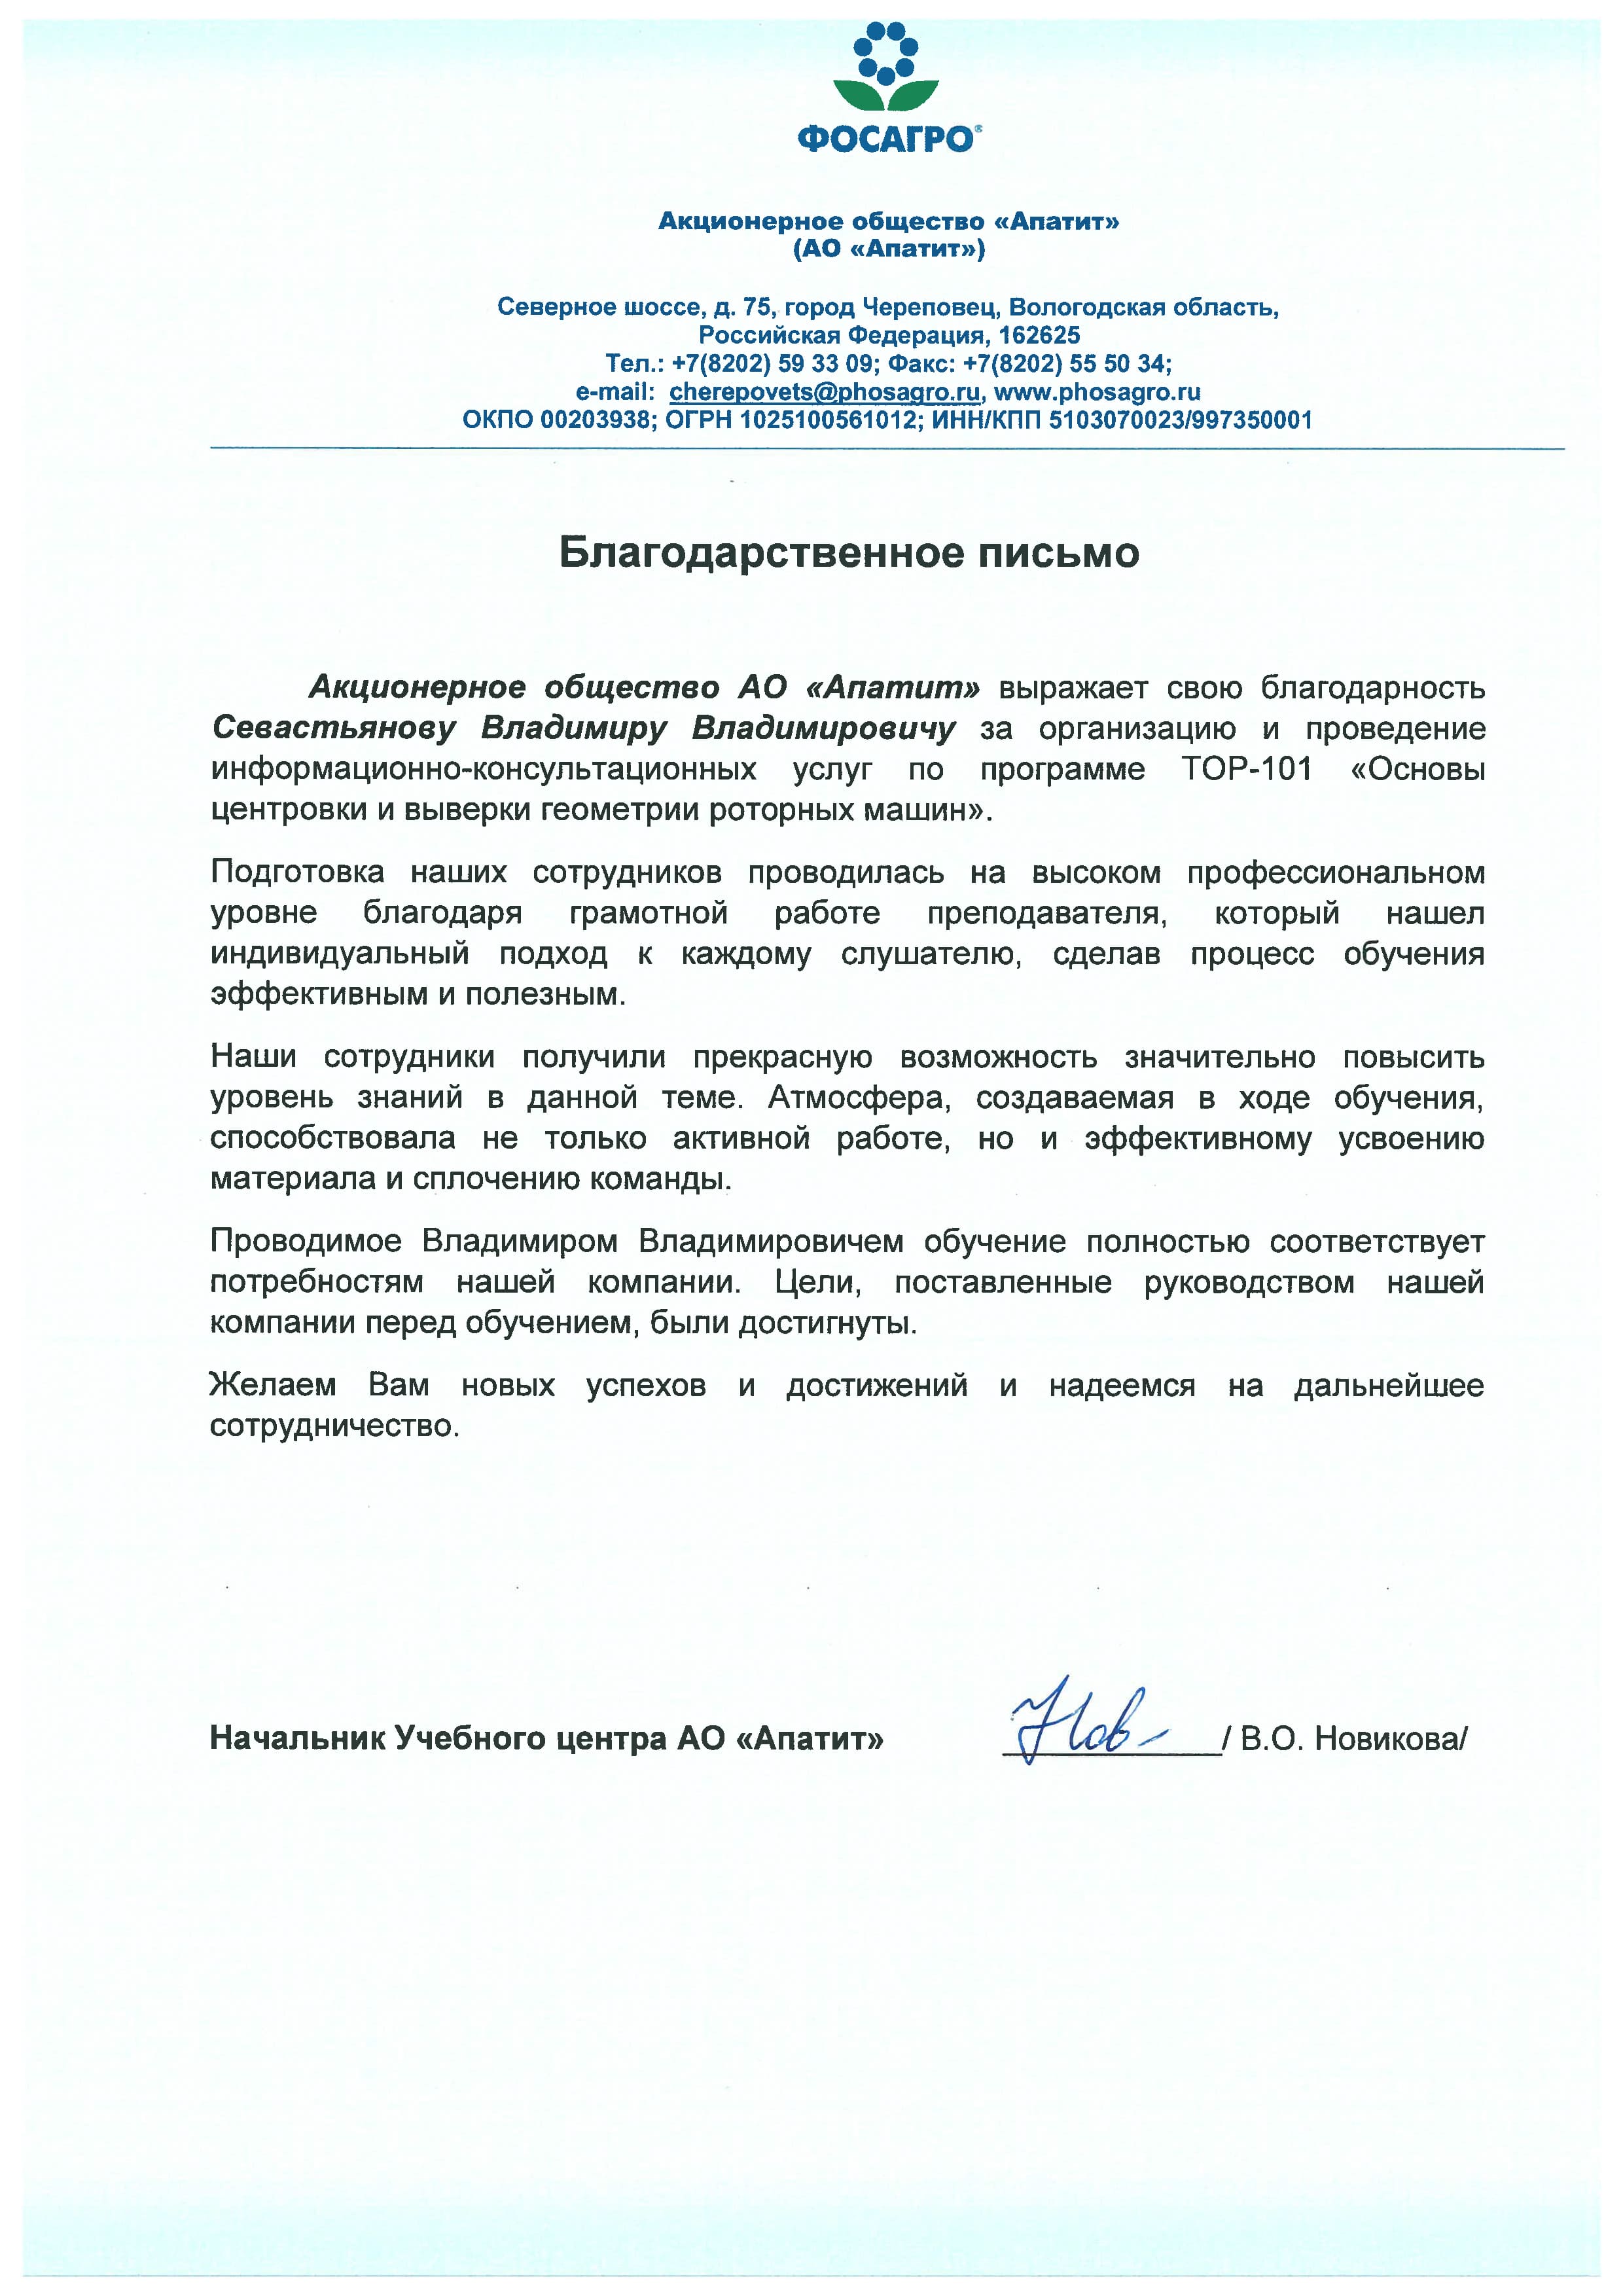 ФОСАГРО®
Акционерное общество «Апатит»
(АО «Апатит»)
Северное шоссе, д. 75, город Череповец, Вологодская область,
Российская Федерация, 162625
Тел.: +7(8202) 59 33 09; Факс: +7(8202) 55 50 34;
e-mail: cherepovets@phosagro.ru, www.phosagro.ru
ОКПО 00203938; ОГРН 1025100561012; ИНН/КПП 5103070023/997350001
Благодарственное письмо
Акционерное общество АО «Апатит» выражает свою благодарность
Севастьянову Владимиру Владимировичу за организацию и проведение
информационно-консультационных услуг по программе ТОР-101 «Основы
центровки и выверки геометрии роторных машин».
Подготовка наших сотрудников проводилась на высоком профессиональном
уровне благодаря грамотной работе преподавателя, который нашел
индивидуальный подход к каждому слушателю, сделав процесс обучения
эффективным и полезным.
Наши сотрудники получили прекрасную возможность значительно повысить
уровень знаний в данной теме. Атмосфера, создаваемая в ходе обучения,
способствовала не только активной работе, но и эффективному усвоению
материала и сплочению команды.
Проводимое Владимиром Владимировичем обучение полностью соответствует
потребностям нашей компании. Цели, поставленные руководством нашей
компании перед обучением, были достигнуты.
Желаем Вам новых успехов и достижений и надеемся на дальнейшее
сотрудничество.
Начальник Учебного центра АО «Апатит» / В.О. Новикова/